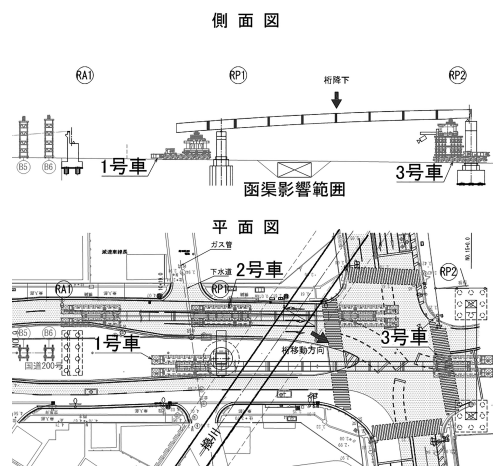 側面図
RA1
RP1
桁降下
RP2
B5
B6
1号車
3号車
函渠影響範囲
平面図
ガス管
下水道
2号車
RA1
RP1
RP2
B5
B6
国道200号
1号車
桁移動方向
3号車
撥川